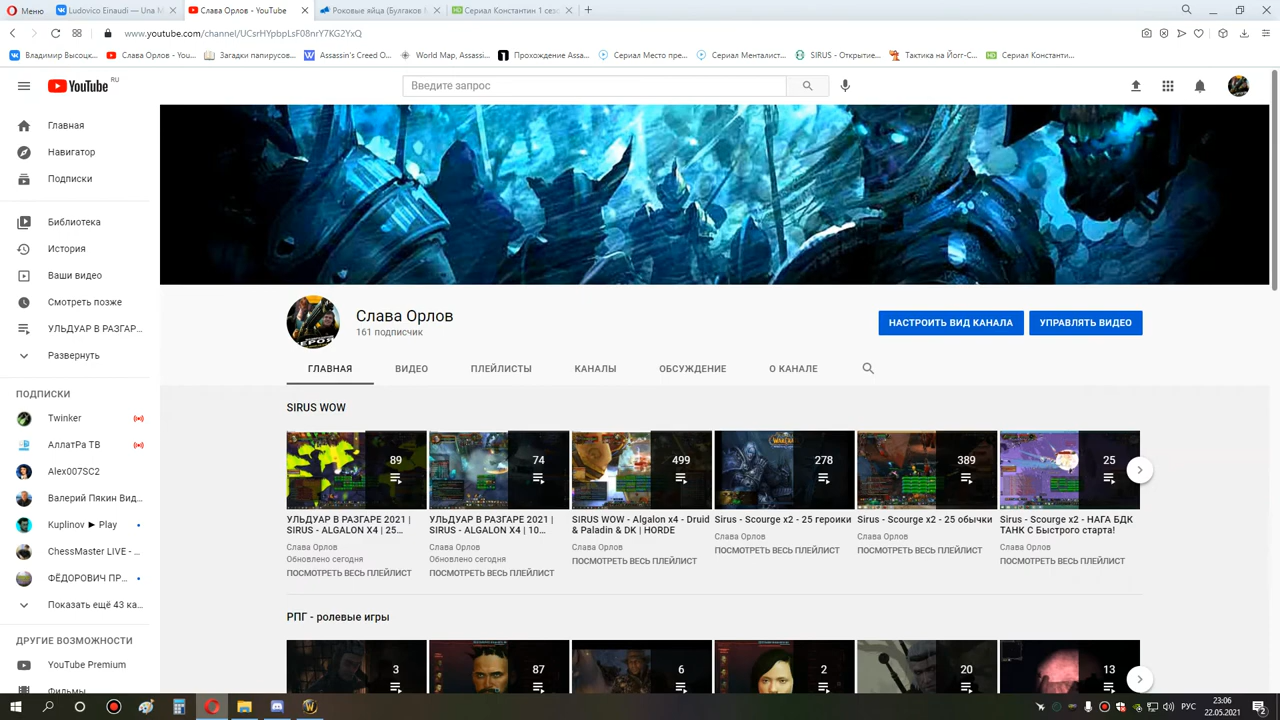 Меню
Ludovico Einaudi — Una M
Слава Орлов - YouTube
Роковые яйца (Булгаков М
Сериал Константин 1 сезо
www.youtube.com/channel/UCsrHYpbpLsF08nrY7KG2YxQ
Владимир Высоцк...
Слава Орлов - You...
Загадки папирусов...
Assassin's Creed O...
World Map, Assassi...
Прохождение Assa...
Сериал Место пре...
Сериал Менталист...
SIRUS - Открытие...
Тактика на Йогг-С...
Сериал Константи...
YouTube
RU
Введите запрос
Главная
Навигатор
Подписки
Библиотека
История
Ваши видео
Смотреть позже
УЛЬДУАР В РАЗГАРЕ...
Развернуть
ПОДПИСКИ
Twinker
АллатРа ТВ
Alex007SC2
Валерий Пякин Вид...
Kuplinov ► Play
ChessMaster LIVE - ...
ФЁДОРОВИЧ ПР...
Показать ещё 43 ка...
ДРУГИЕ ВОЗМОЖНОСТИ
YouTube Premium
Фильмы
Слава Орлов
161 подписчик
НАСТРОИТЬ ВИД КАНАЛА
УПРАВЛЯТЬ ВИДЕО
ГЛАВНАЯ
ВИДЕО
ПЛЕЙЛИСТЫ
КАНАЛЫ
ОБСУЖДЕНИЕ
О КАНАЛЕ
SIRUS WOW
89
74
499
278
389
25
УЛЬДУАР В РАЗГАРЕ 2021 |
SIRUS - ALGALON X4 | 25...
Слава Орлов
Обновлено сегодня
ПОСМОТРЕТЬ ВЕСЬ ПЛЕЙЛИСТ
УЛЬДУАР В РАЗГАРЕ 2021 |
SIRUS - ALGALON X4 | 10...
Слава Орлов
Обновлено сегодня
ПОСМОТРЕТЬ ВЕСЬ ПЛЕЙЛИСТ
SIRUS WOW - Algalon x4 - Druid
& Paladin & DK | HORDE
Слава Орлов
ПОСМОТРЕТЬ ВЕСЬ ПЛЕЙЛИСТ
Sirus - Scourge x2 - 25 героики
Слава Орлов
ПОСМОТРЕТЬ ВЕСЬ ПЛЕЙЛИСТ
Sirus - Scourge x2 - 25 обычки
Слава Орлов
ПОСМОТРЕТЬ ВЕСЬ ПЛЕЙЛИСТ
Sirus - Scourge x2 - НАГА БДК
ТАНК С Быстрого старта!
Слава Орлов
ПОСМОТРЕТЬ ВЕСЬ ПЛЕЙЛИСТ
РПГ - ролевые игры
3
87
6
2
20
13
РУС
23:06
22.05.2021
2